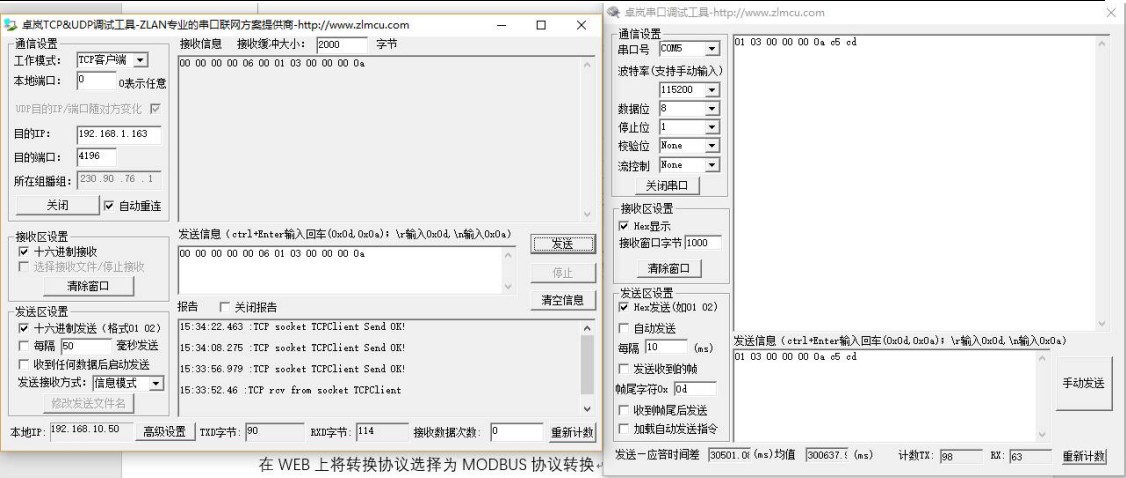 卓岚TCP&UDP调试工具-ZLAN专业的串口联网方案提供商-http://www.zlmcu.com
通信设置
工作模式： TCP客户端
本地端口： 0 0表示任意
UDP目的IP/端口随对方变化
目的IP： 192.168.1.163
目的端口： 4196
所在组播组： 230 .90 .76 .1
关闭 自动重连
接收信息 接收缓冲大小： 2000 字节
00 00 00 00 06 00 01 03 00 00 00 0a
接收区设置
十六进制接收
选择接收文件/停止接收
清除窗口
发送信息（ctrl+Enter输入回车(0x0d,0x0a)；\r输入0x0d,\n输入0x0a）
00 00 00 00 00 06 01 03 00 00 00 0a
发送
停止
清空信息
发送区设置
十六进制发送（格式01 02）
每隔 50 毫秒发送
收到任何数据后启动发送
发送接收方式： 信息模式
修改发送文件名
报告 关闭报告
15:34:22.463 :TCP socket TCPClient Send OK!
15:34:08.275 :TCP socket TCPClient Send OK!
15:33:56.979 :TCP socket TCPClient Send OK!
15:33:52.46 :TCP rcv from socket TCPClient
本地IP： 192.168.10.50 高级设置 TXD字节： 90 RXD字节： 114 接收数据次数： 0 重新计数
在 WEB 上将转换协议选择为 MODBUS 协议转换
卓岚串口调试工具-http://www.zlmcu.com
通信设置
串口号 COM5
波特率(支持手动输入)
115200
数据位 8
停止位 1
校验位 None
流控制 None
关闭串口
01 03 00 00 00 0a c5 cd
接收区设置
Hex显示
接收窗口字节 1000
清除窗口
发送区设置
Hex发送(如01 02)
自动发送
每隔 10 (ms)
发送收到的帧
帧尾字符0x 0d
收到帧尾后发送
加载自动发送指令
发送信息（ctrl+Enter输入回车(0x0d,0x0a)；\r输入0x0d,\n输入0x0a）
01 03 00 00 00 0a c5 cd
手动发送
发送一应答时间差 30501.0 (ms)均值 300637. (ms) 计数TX: 98 RX: 63 重新计数